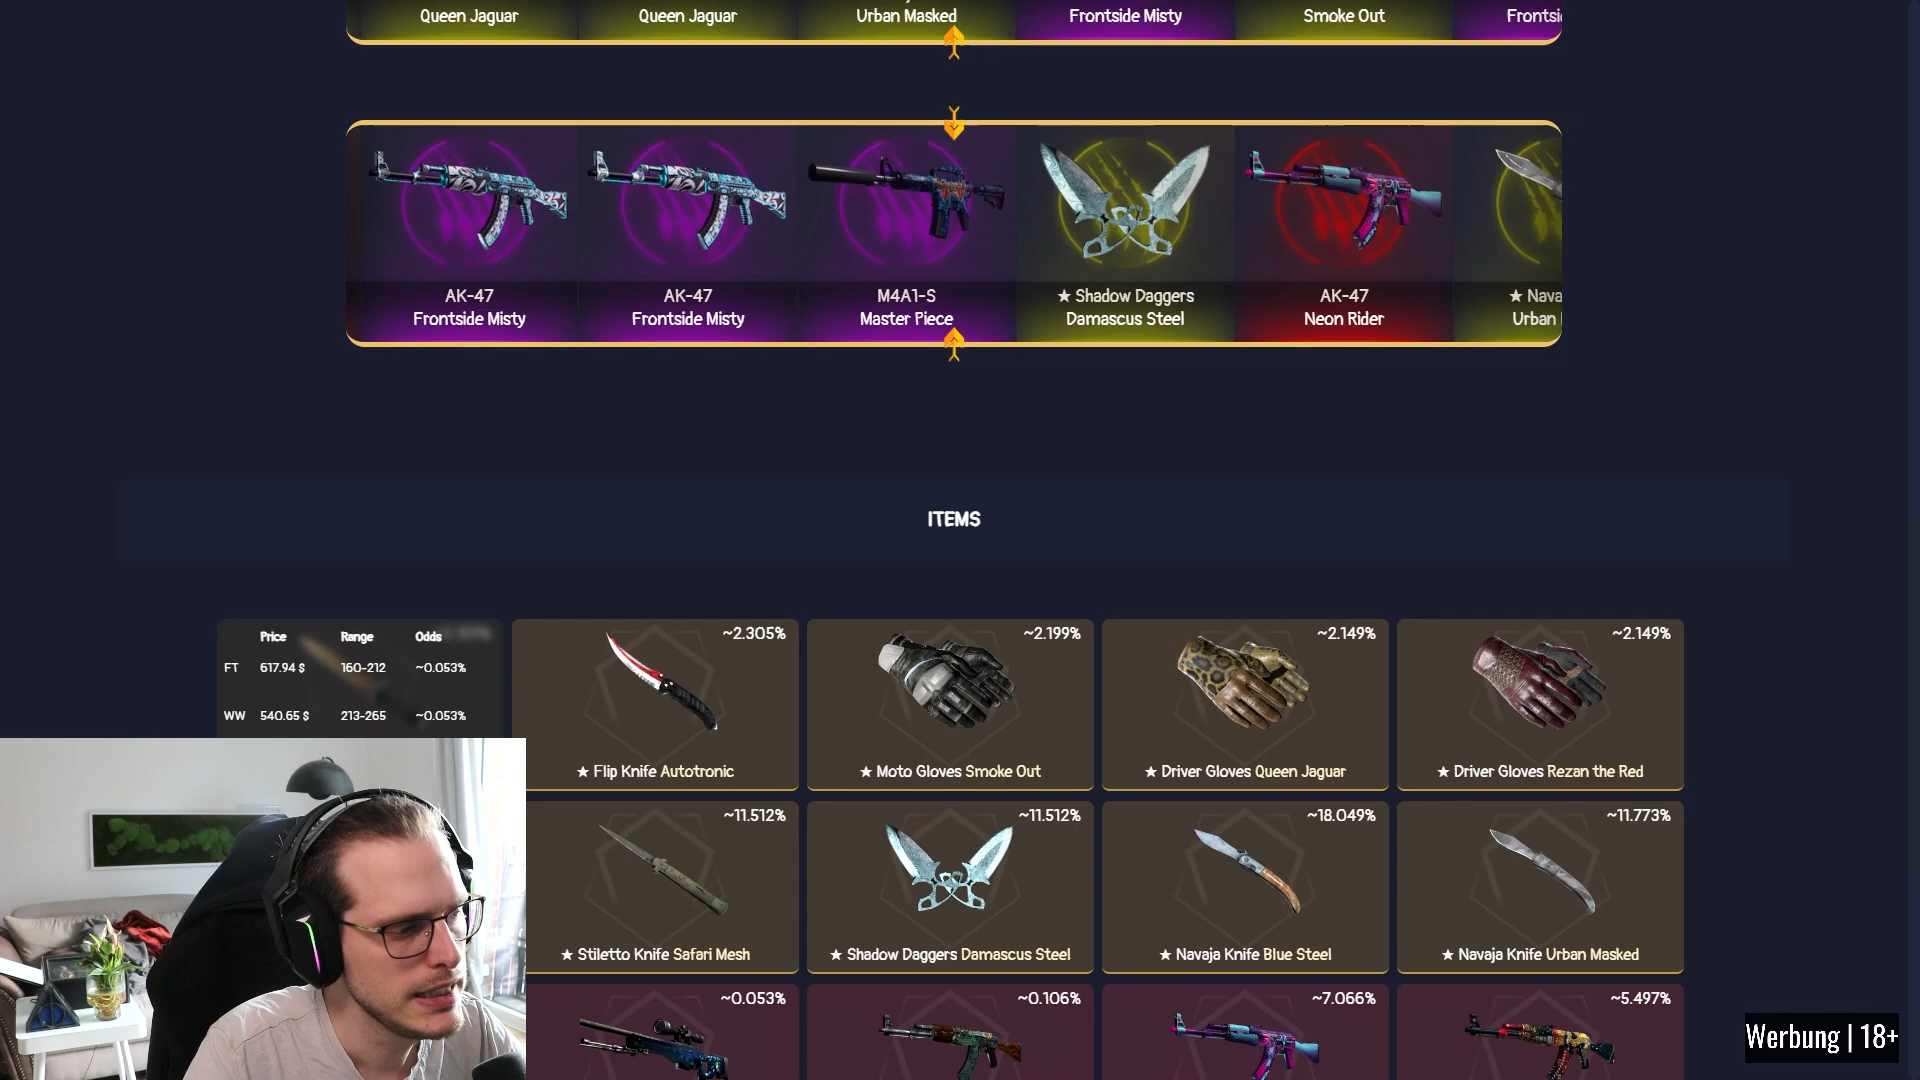 Queen Jaguar
Queen Jaguar
Urban Masked
Frontside Misty
Smoke Out
AK-47
Frontside Misty
AK-47
Frontside Misty
M4A1-S
Master Piece
★ Shadow Daggers
Damascus Steel
AK-47
Neon Rider
Urban
ITEMS
Price Range Odds
FT 617.94 $ 160-212 ~0.053%
WW 540.65 $ 213-265 ~0.053%
~2.305%
★ Flip Knife Autotronic
~2.199%
★ Moto Gloves Smoke Out
~2.149%
★ Driver Gloves Queen Jaguar
~2.149%
★ Driver Gloves Rezan the Red
~11.512%
★ Stiletto Knife Safari Mesh
~11.512%
★ Shadow Daggers Damascus Steel
~18.049%
★ Navaja Knife Blue Steel
~11.773%
★ Navaja Knife Urban Masked
~0.053%
~0.106%
~7.066%
~5.497%
Werbung | 18+